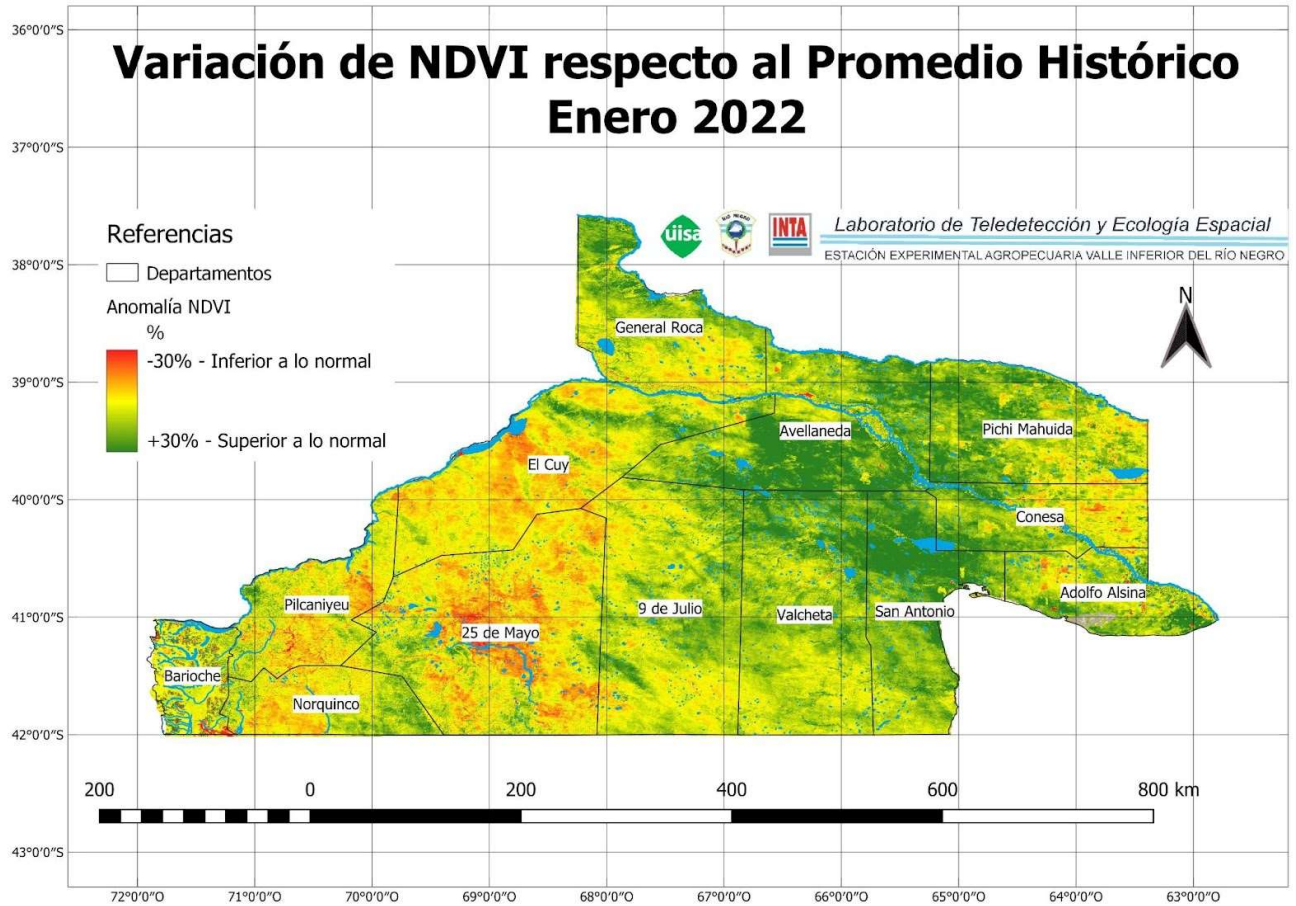 Variación de NDVI respecto al Promedio Histórico
Enero 2022
36°0'0"S
37°0'0"S
38°0'0"S
39°0'0"S
40°0'0"S
41°0'0"S
42°0'0"S
43°0'0"S
Referencias
Departamentos
Anomalía NDVI
%
-30% - Inferior a lo normal
+30% - Superior a lo normal
üisa
RIO NEGRO
INTA
Laboratorio de Teledetección y Ecología Espacial
ESTACIÓN EXPERIMENTAL AGROPECUARIA VALLE INFERIOR DEL RÍO NEGRO
N
General Roca
Avellaneda
Pichi Mahuida
El Cuy
Conesa
Adolfo Alsina
Pilcaniyeu
9 de Julio
Valcheta
San Antonio
25 de Mayo
Barioche
Norquinco
200 0 200 400 600 800 km
72°0'0"O 71°0'0"O 70°0'0"O 69°0'0"O 68°0'0"O 67°0'0"O 66°0'0"O 65°0'0"O 64°0'0"O 63°0'0"O